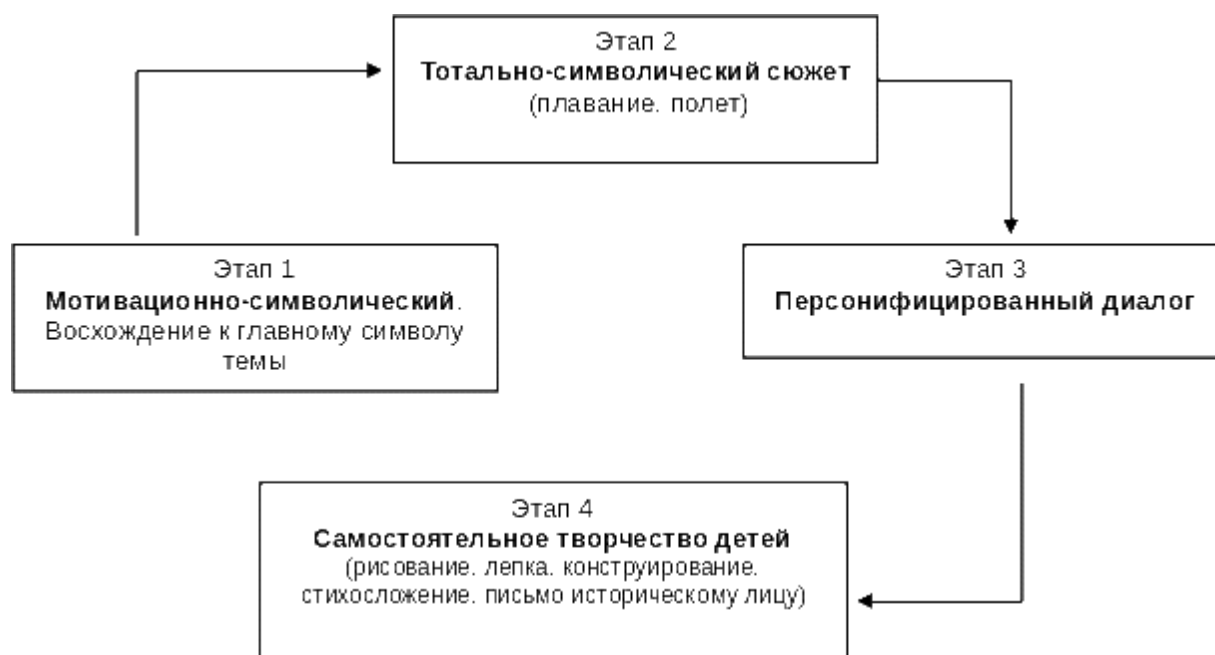 Этап 2
Тотально-символический сюжет
(плавание. полет)
Этап 1
Мотивационно-символический.
Восхождение к главному символу
темы
Этап 3
Персонифицированный диалог
Этап 4
Самостоятельное творчество детей
(рисование. лепка. конструирование.
стихосложение. письмо историческому лицу)